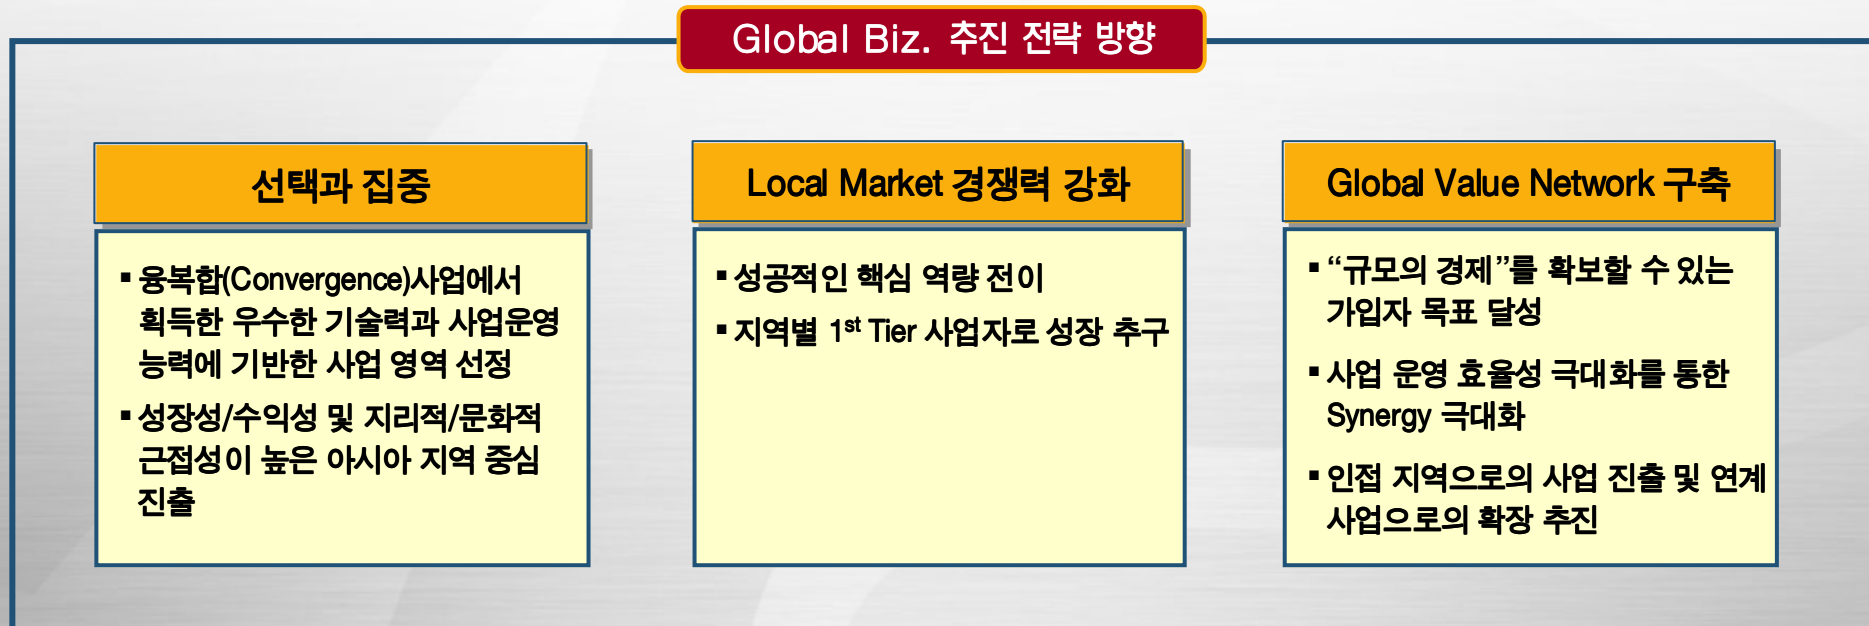 Global Biz. 추진 전략 방향
선택과 집중
▪ 융복합(Convergence)사업에서
획득한 우수한 기술력과 사업운영
능력에 기반한 사업 영역 선정
▪ 성장성/수익성 및 지리적/문화적
근접성이 높은 아시아 지역 중심
진출
Local Market 경쟁력 강화
▪ 성공적인 핵심 역량 전이
▪ 지역별 1st Tier 사업자로 성장 추구
Global Value Network 구축
▪ “규모의 경제”를 확보할 수 있는
가입자 목표 달성
▪ 사업 운영 효율성 극대화를 통한
Synergy 극대화
▪ 인접 지역으로의 사업 진출 및 연계
사업으로의 확장 추진